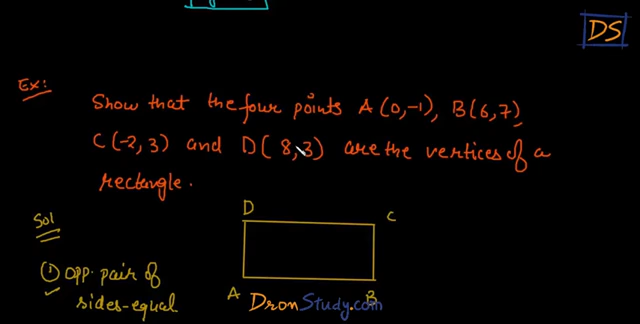 DS
Ex:
Show that the four points A(0,-1), B(6,7),
C(-2,3) and D(8,3) are the vertices of a
rectangle.
Sol
D
C
① opp. pair of
sides-equal
A
B
DronStudy.com